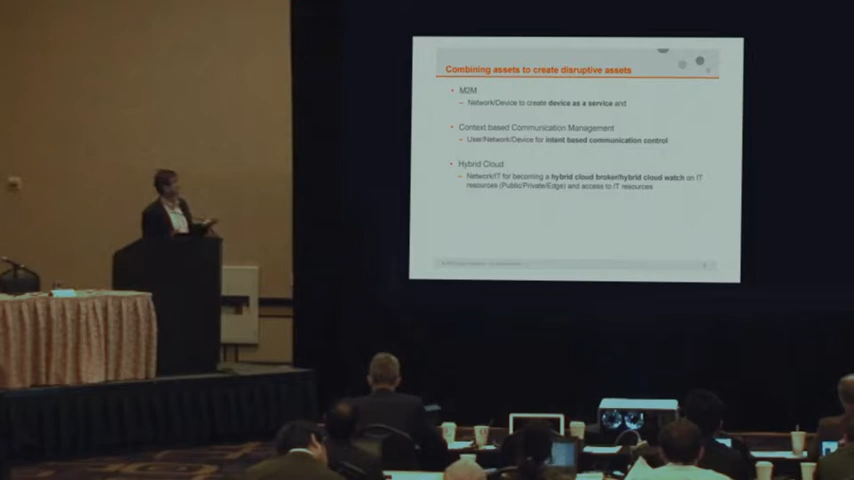 Combining assets to create disruptive assets
• M2M
– Network/Device to create device as a service and
• Context based Communication Management
– User/Network/Device for intent based communication control
• Hybrid Cloud
– Network/IT for becoming a hybrid cloud broker/hybrid cloud watch on IT
resources (Public/Private/Edge) and access to IT resources